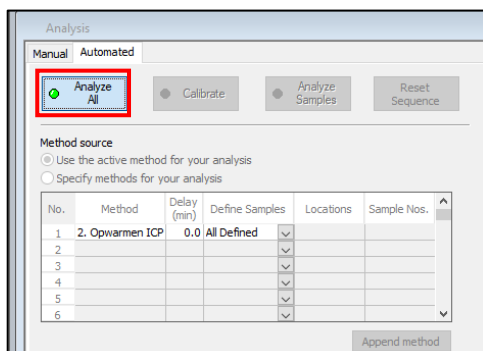 Analysis
Manual Automated
Analyze All Calibrate Analyze Samples Reset Sequence
Method source
Use the active method for your analysis
Specify methods for your analysis
No. Method Delay (min) Define Samples Locations Sample Nos.
1 2. Opwarmen ICP 0.0 All Defined
2
3
4
5
6
Append method